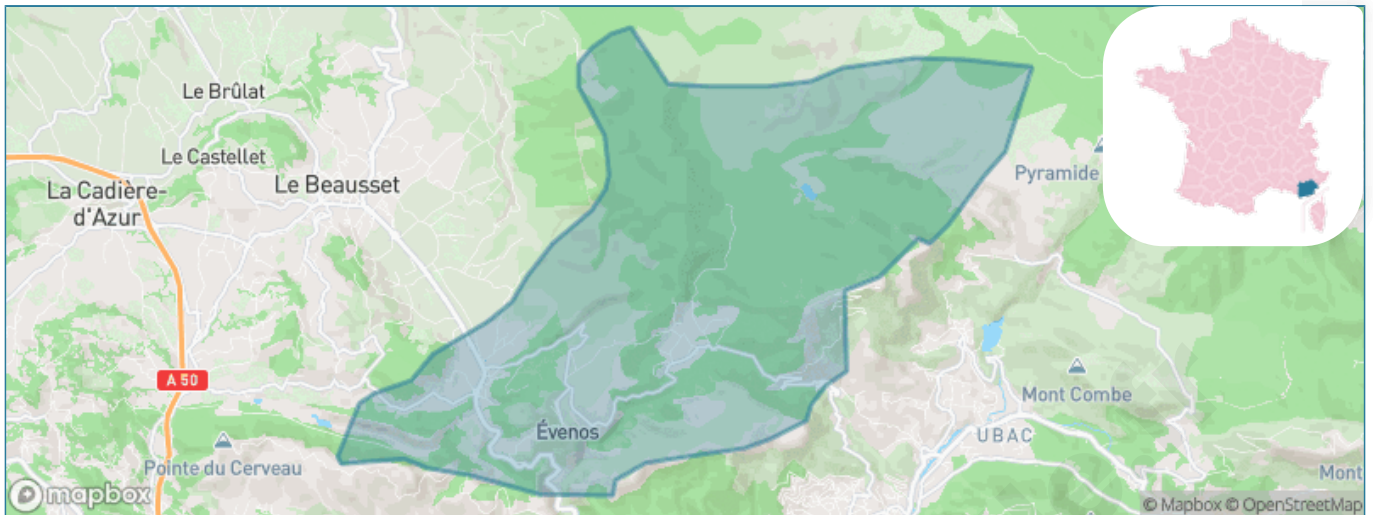 Le Brûlat
Le Castellet
Le Beausset
La Cadière-
d'Azur
Pyramide
A 50
Mont Combe
Évenos
UBAC
Pointe du Cerveau
Mont
mapbox
© Mapbox © OpenStreetMap